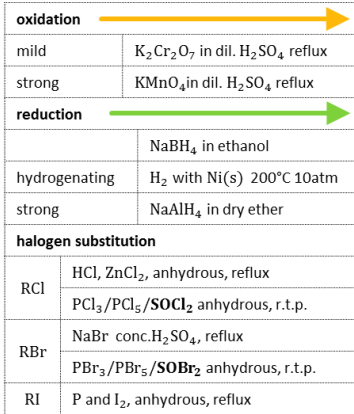 oxidation
mild K₂Cr₂O₇ in dil. H₂SO₄ reflux
strong KMnO₄in dil. H₂SO₄ reflux
reduction
NaBH₄ in ethanol
hydrogenating H₂ with Ni(s) 200°C 10atm
strong NaAlH₄ in dry ether
halogen substitution
RCl
HCl, ZnCl₂, anhydrous, reflux
PCl₃/PCl₅/SOCl₂ anhydrous, r.t.p.
RBr
NaBr conc.H₂SO₄, reflux
PBr₃/PBr₅/SOBr₂ anhydrous, r.t.p.
RI P and I₂, anhydrous, reflux